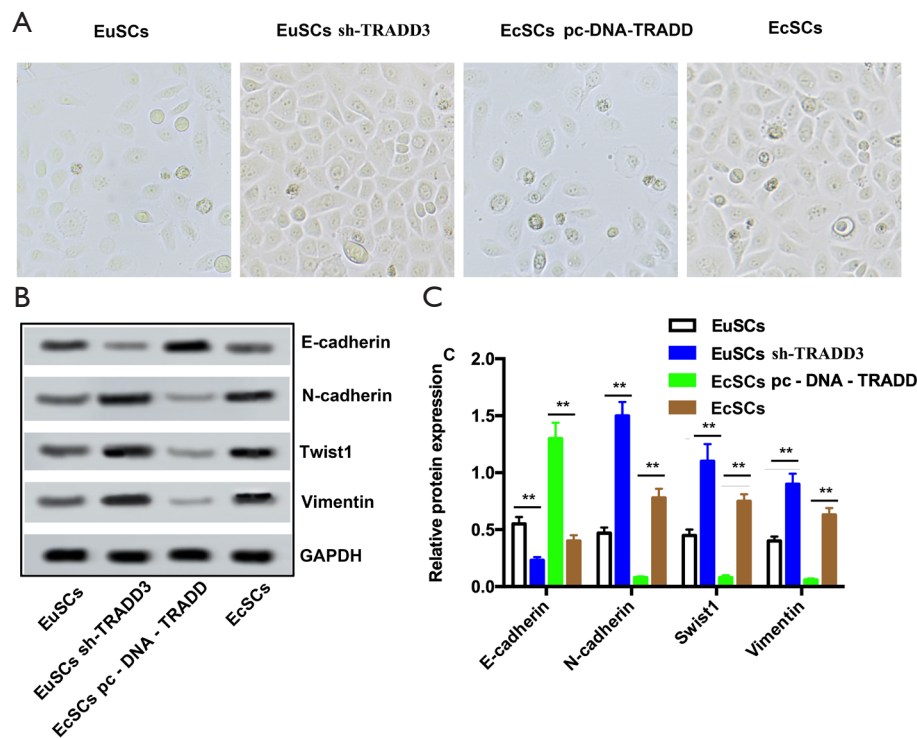 A
EuSCs
EuSCs sh-TRADD3
EcSCs pc-DNA-TRADD
EcSCs
B
E-cadherin
N-cadherin
Twist1
Vimentin
GAPDH
EuSCs
EuSCs sh-TRADD3
EcSCs pc - DNA - TRADD
EcSCs
C
EuSCs
EuSCs sh-TRADD3
EcSCs pc - DNA - TRADD
EcSCs
c
Relative protein expression
2.0
1.5
1.0
0.5
0.0
**
**
**
**
**
**
**
**
E-cadherin
N-cadherin
Swist1
Vimentin